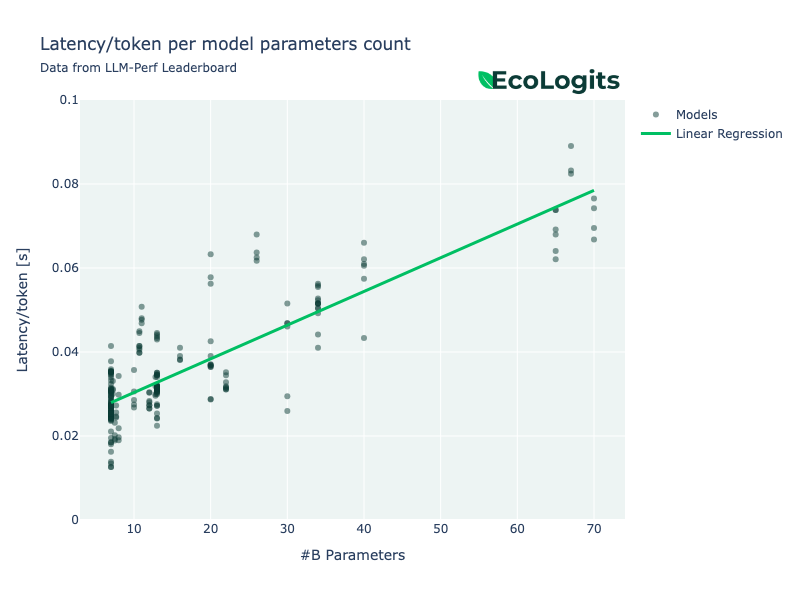 Latency/token per model parameters count
Data from LLM-Perf Leaderboard
EcoLogits
Models
Linear Regression
0.1
0.08
0.06
0.04
0.02
0
Latency/token [s]
10
20
30
40
50
60
70
#B Parameters